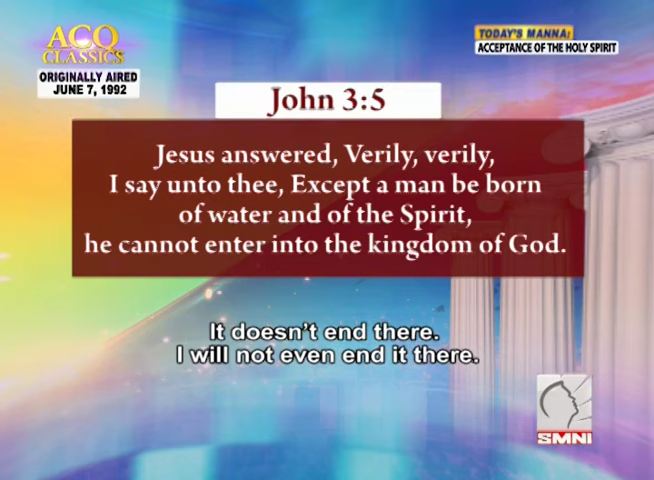 ACQ
CLASSICS
ORIGINALLY AIRED
JUNE 7, 1992
TODAY'S MANNA:
ACCEPTANCE OF THE HOLY SPIRIT
John 3:5
Jesus answered, Verily, verily,
I say unto thee, Except a man be born
of water and of the Spirit,
he cannot enter into the kingdom of God.
It doesn't end there.
I will not even end it there.
SMNI